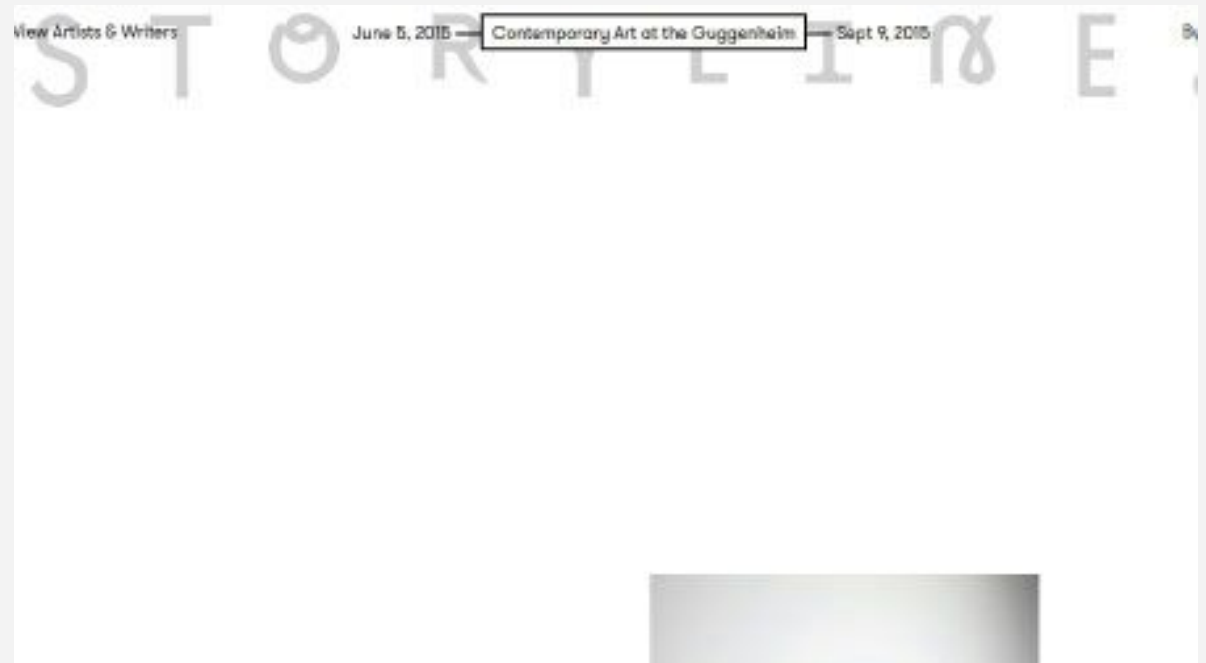 View Artists & Writers June 5, 2015 — Contemporary Art at the Guggenheim — Sept 9, 2015
STORYLINE